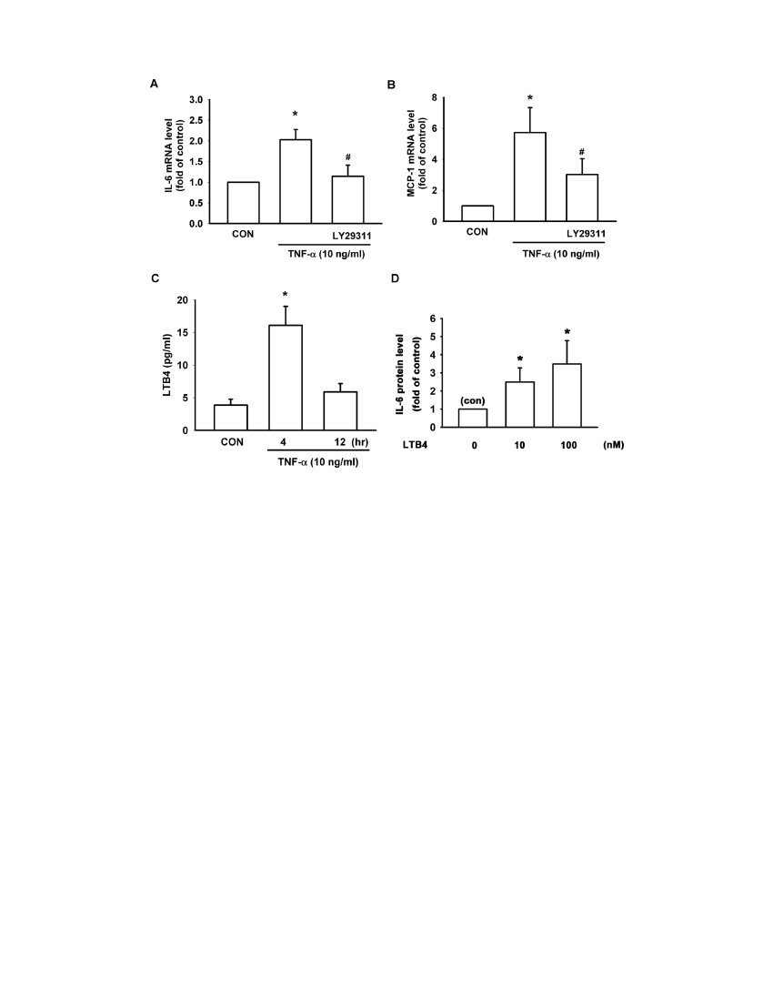 A
IL-6 mRNA level
(fold of control)
3.0
2.5
2.0
1.5
1.0
0.5
0.0
*
#
CON
LY29311
TNF-α (10 ng/ml)
B
MCP-1 mRNA level
(fold of control)
8
6
4
2
0
*
#
CON
LY29311
TNF-α (10 ng/ml)
C
LTB4 (pg/ml)
20
15
10
5
0
*
CON 4 12 (hr)
TNF-α (10 ng/ml)
D
IL-6 protein level
(fold of control)
6
5
4
3
2
1
0
(con)
*
*
LTB4 0 10 100 (nM)